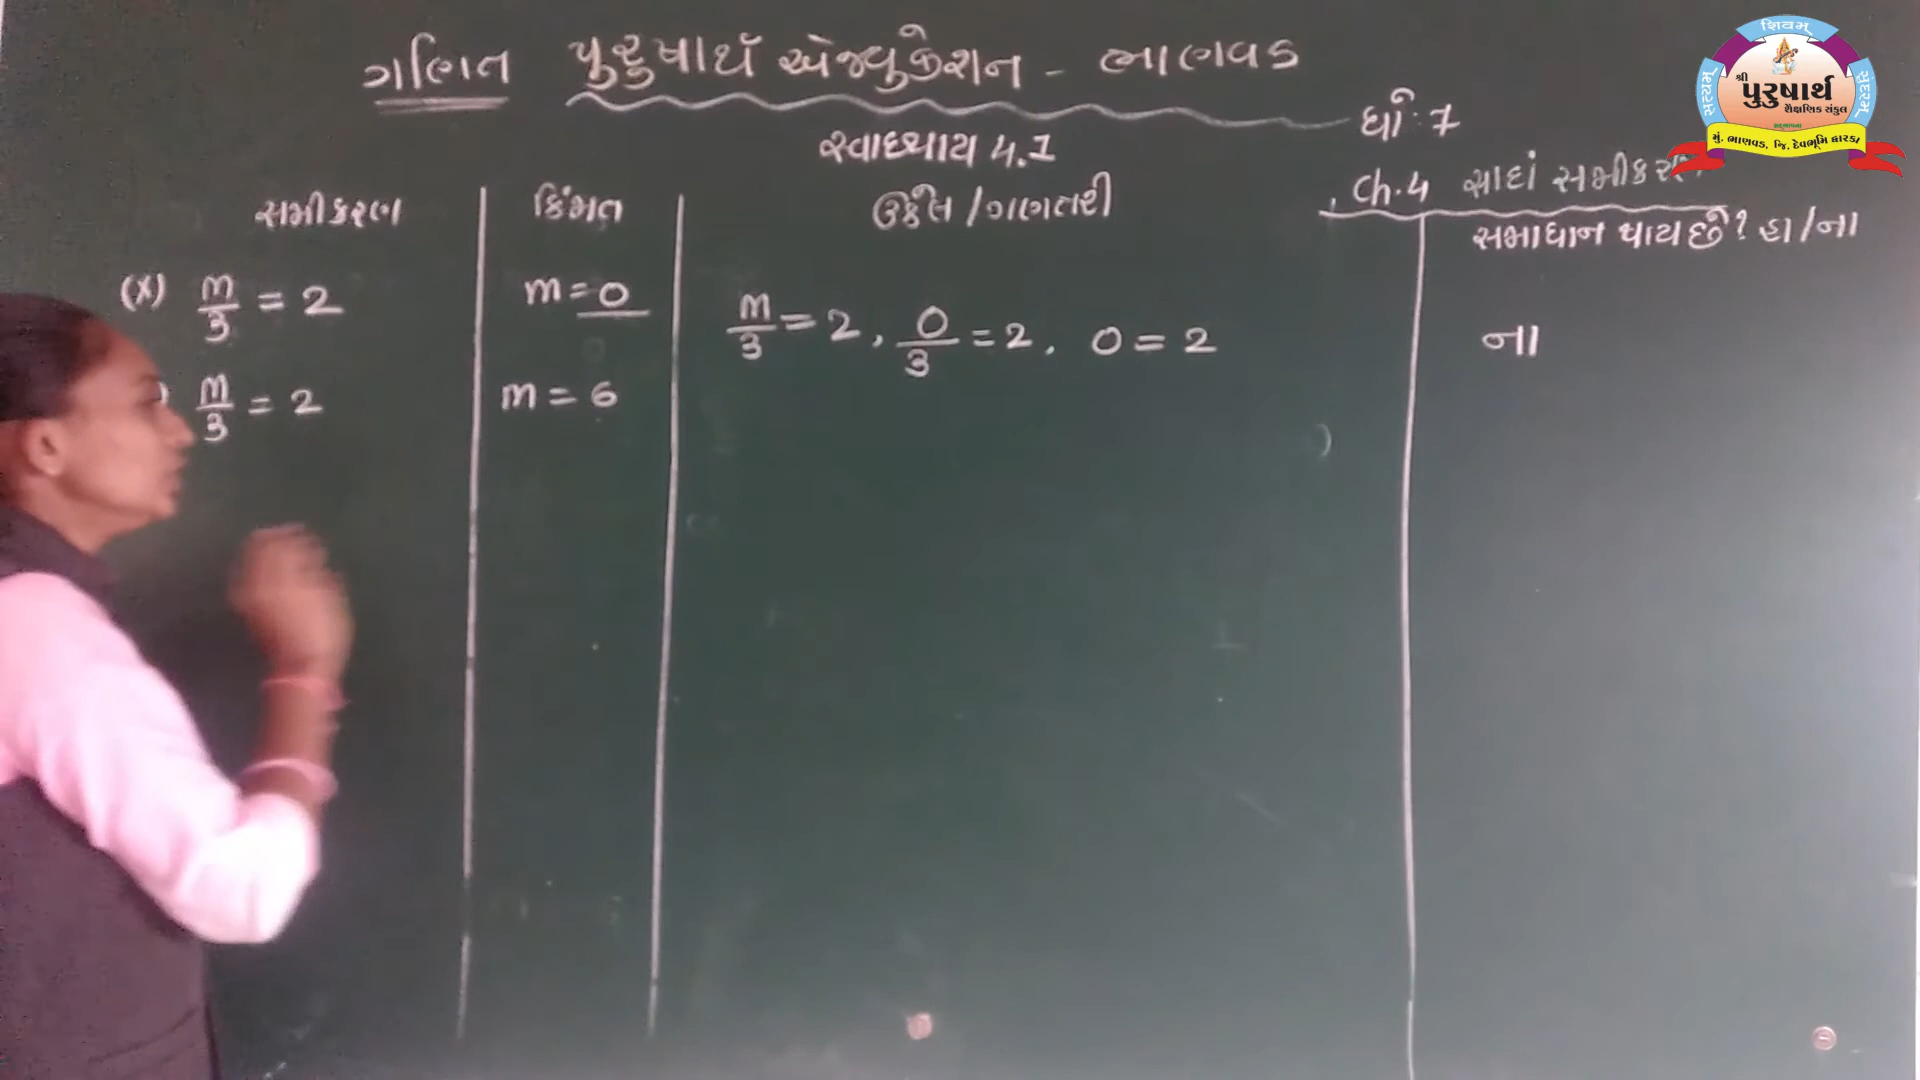 ગણિત પુરુષાર્થ એજ્યુકેશન - ભાણવડ
ધો: 7
સ્વાધ્યાય 4.1
Ch.4 સાદાં સમીકરણ
સમીકરણ કિંમત ઉકેલ / ગણતરી સમાધાન થાય છે? હા / ના
(x) m/3 = 2 m = 0 m/3 = 2, 0/3 = 2, 0 = 2 ના
m/3 = 2 m = 6
શિવમ્
સત્યમ્
સુંદરમ્
શ્રી
પુરુષાર્થ
શૈક્ષણિક સંકુલ
મું. ભાણવડ, જિ. દેવભૂમિ દ્વારકા